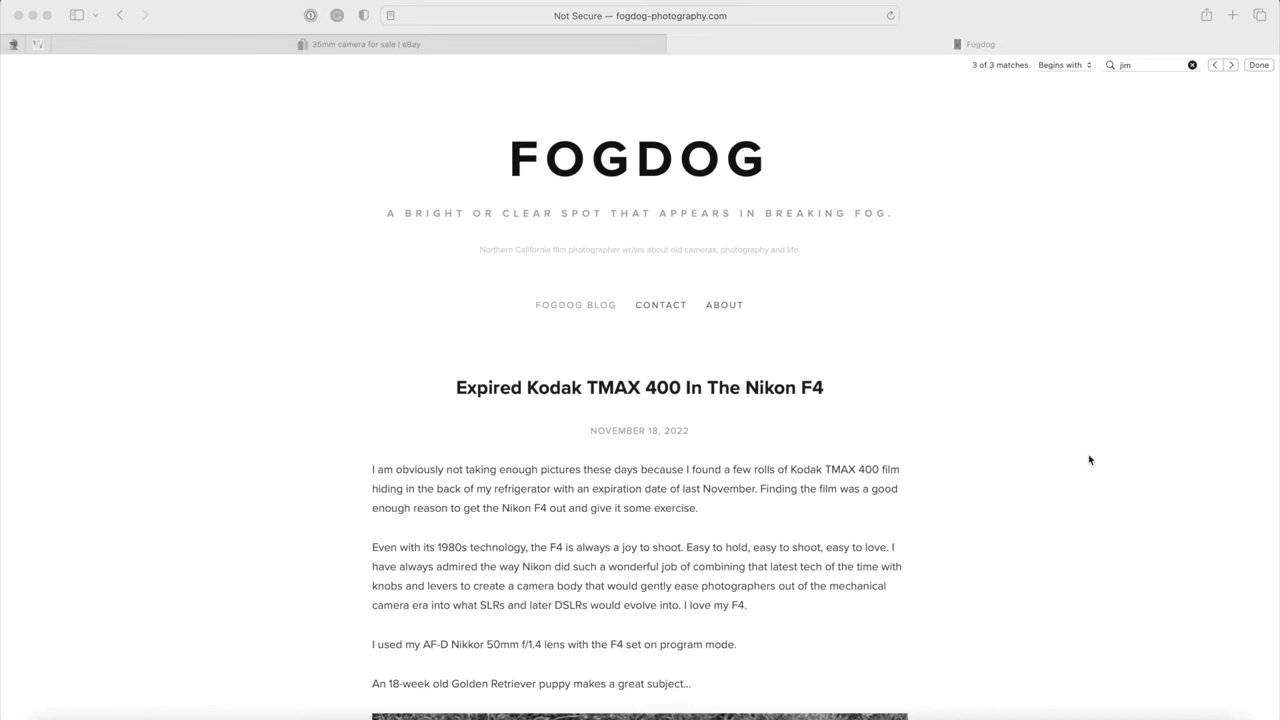 Not Secure — fogdog-photography.com
35mm camera for sale | eBay
Fogdog
3 of 3 matches
Begins with
jim
Done
FOGDOG
A BRIGHT OR CLEAR SPOT THAT APPEARS IN BREAKING FOG.
Northern California film photographer writes about old cameras, photography and life.
FOGDOG BLOG CONTACT ABOUT
Expired Kodak TMAX 400 In The Nikon F4
NOVEMBER 18, 2022
I am obviously not taking enough pictures these days because I found a few rolls of Kodak TMAX 400 film
hiding in the back of my refrigerator with an expiration date of last November. Finding the film was a good
enough reason to get the Nikon F4 out and give it some exercise.
Even with its 1980s technology, the F4 is always a joy to shoot. Easy to hold, easy to shoot, easy to love. I
have always admired the way Nikon did such a wonderful job of combining that latest tech of the time with
knobs and levers to create a camera body that would gently ease photographers out of the mechanical
camera era into what SLRs and later DSLRs would evolve into. I love my F4.
I used my AF-D Nikkor 50mm f/1.4 lens with the F4 set on program mode.
An 18-week old Golden Retriever puppy makes a great subject...